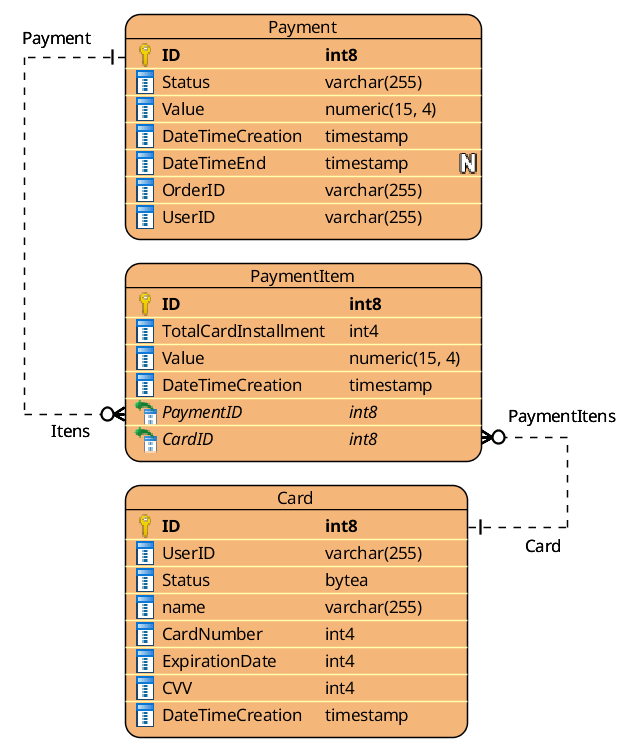 Payment
Payment
ID int8
Status varchar(255)
Value numeric(15, 4)
DateTimeCreation timestamp
DateTimeEnd timestamp N
OrderID varchar(255)
UserID varchar(255)
PaymentItem
ID int8
TotalCardInstallment int4
Value numeric(15, 4)
DateTimeCreation timestamp
PaymentID int8
CardID int8
Itens
PaymentItens
Card
ID int8
UserID varchar(255)
Status bytea
name varchar(255)
CardNumber int4
ExpirationDate int4
CVV int4
DateTimeCreation timestamp
Card